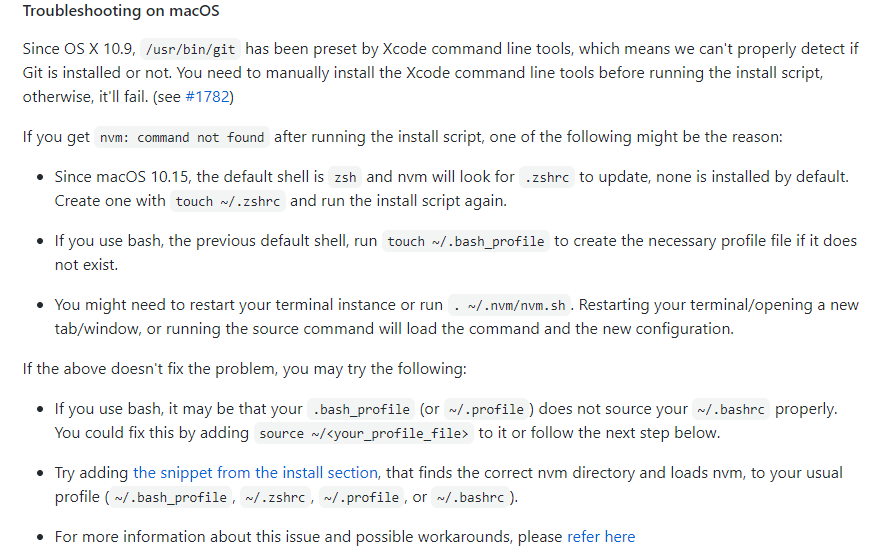 Troubleshooting on macOS
Since OS X 10.9, /usr/bin/git has been preset by Xcode command line tools, which means we can't properly detect if
Git is installed or not. You need to manually install the Xcode command line tools before running the install script,
otherwise, it'll fail. (see #1782)
If you get nvm: command not found after running the install script, one of the following might be the reason:
• Since macOS 10.15, the default shell is zsh and nvm will look for .zshrc to update, none is installed by default.
Create one with touch ~/.zshrc and run the install script again.
• If you use bash, the previous default shell, run touch ~/.bash_profile to create the necessary profile file if it does
not exist.
• You might need to restart your terminal instance or run . ~/.nvm/nvm.sh. Restarting your terminal/opening a new
tab/window, or running the source command will load the command and the new configuration.
If the above doesn't fix the problem, you may try the following:
• If you use bash, it may be that your .bash_profile (or ~/.profile) does not source your ~/.bashrc properly.
You could fix this by adding source ~/<your_profile_file> to it or follow the next step below.
• Try adding the snippet from the install section, that finds the correct nvm directory and loads nvm, to your usual
profile (~/.bash_profile, ~/.zshrc, ~/.profile, or ~/.bashrc).
• For more information about this issue and possible workarounds, please refer here